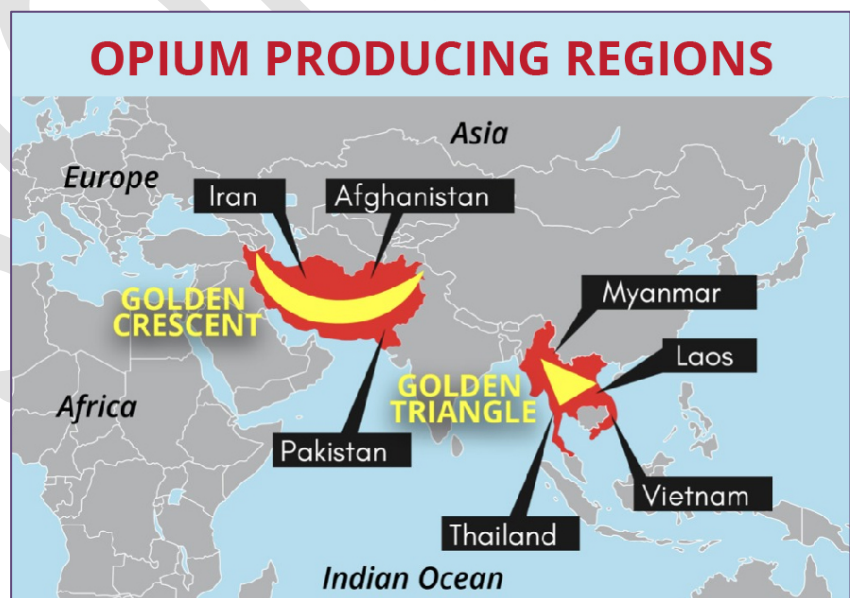 OPIUM PRODUCING REGIONS
Asia
Europe
Iran
Afghanistan
GOLDEN
CRESCENT
Myanmar
Laos
GOLDEN
TRIANGLE
Africa
Pakistan
Vietnam
Thailand
Indian Ocean